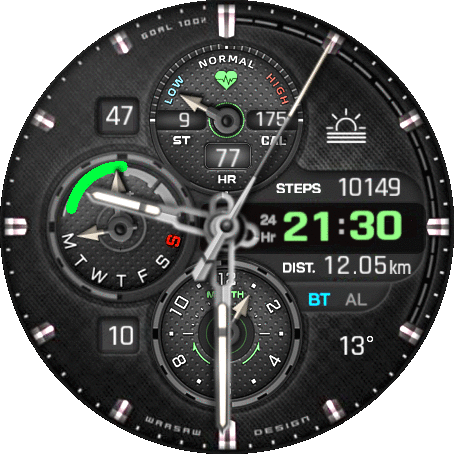 GOAL 100%
NORMAL
LOW
HIGH
47
9
175
ST
CAL
77
HR
STEPS 10149
24 Hr 21:30
DIST. 12.05km
M T W T F S S
BT AL
12
MONTH
10
2
8
4
10
13°
WARSAW DESIGN